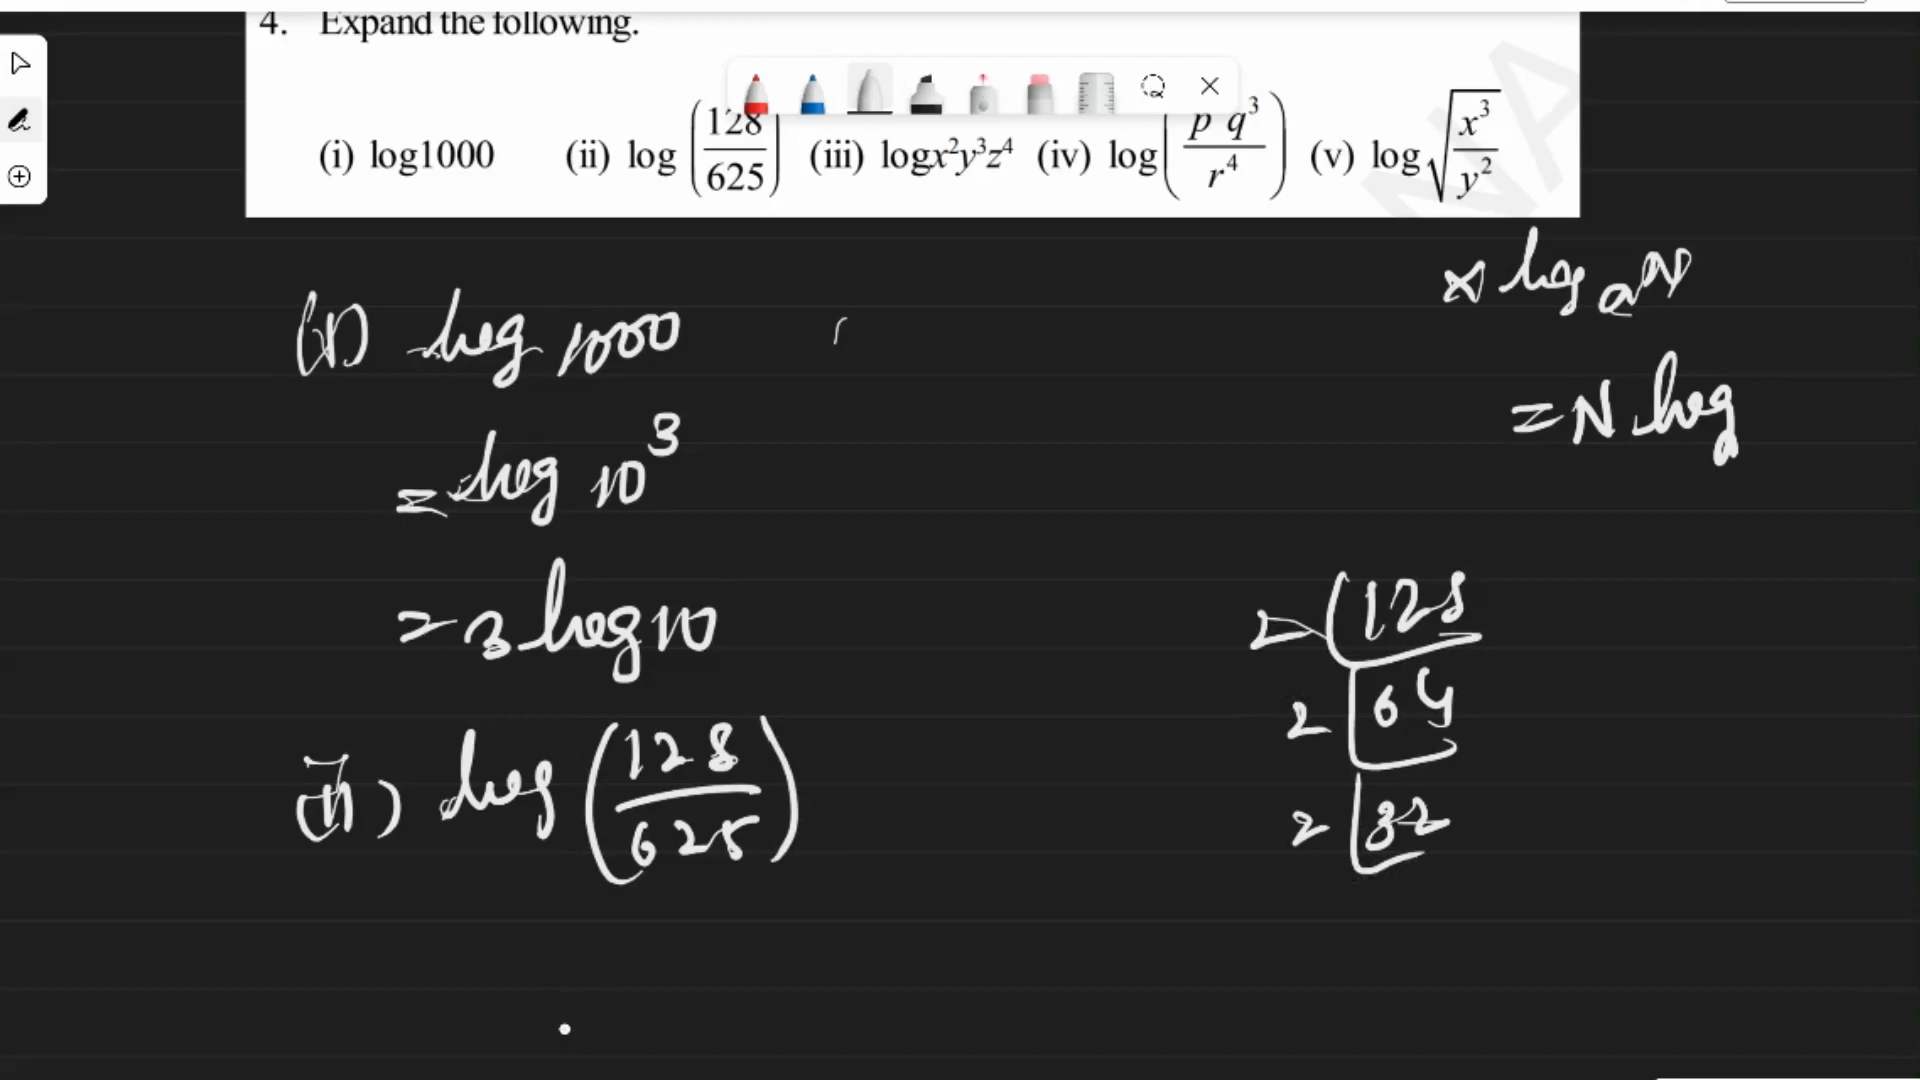 4. Expand the following.
(i) log1000 (ii) log (128/625) (iii) logx²y³z⁴ (iv) log(p q³/r⁴) (v) log√(x³/y²)
NA
(i) log 1000
× log a^N
= N log
= log 10³
= 3 log 10
2 128
2 64
2 32
(ii) log (128/625)